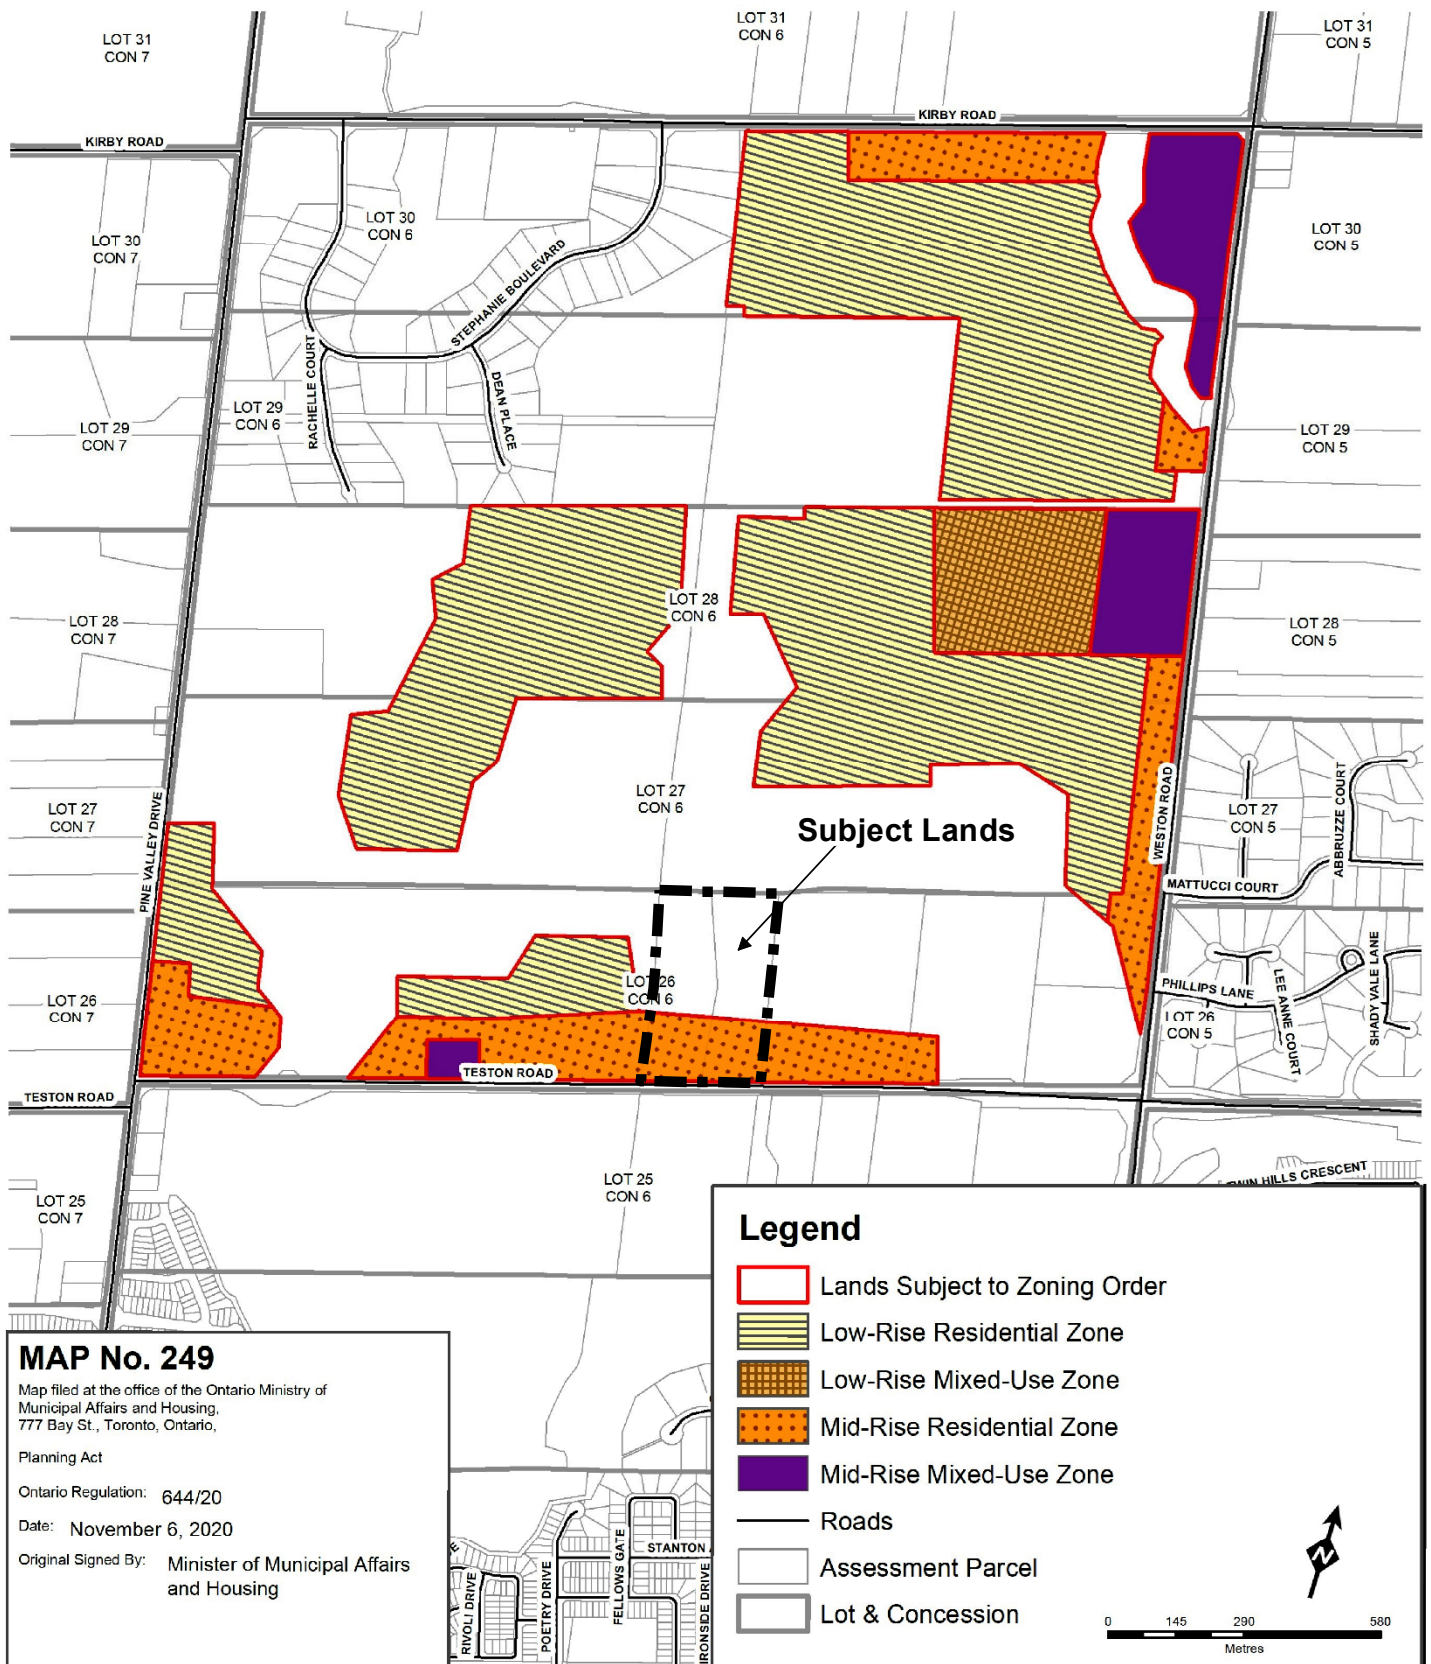 LOT 31
CON 7
LOT 31
CON 6
LOT 31
CON 5
KIRBY ROAD
KIRBY ROAD
LOT 30
CON 7
LOT 30
CON 6
LOT 30
CON 5
STEPHANIE BOULEVARD
RACHELLE COURT
DEAN PLACE
LOT 29
CON 7
LOT 29
CON 6
LOT 29
CON 5
LOT 28
CON 7
LOT 28
CON 6
LOT 28
CON 5
PINE VALLEY DRIVE
WESTON ROAD
LOT 27
CON 7
LOT 27
CON 6
LOT 27
CON 5
ABBRUZZE COURT
Subject Lands
MATTUCCI COURT
LOT 26
CON 7
LOT 26
CON 6
PHILLIPS LANE
LOT 26
CON 5
LEE ANNE COURT
SHADY VALE LANE
TESTON ROAD
TESTON ROAD
LOT 25
CON 7
LOT 25
CON 6
TWIN HILLS CRESCENT
Legend
Lands Subject to Zoning Order
Low-Rise Residential Zone
Low-Rise Mixed-Use Zone
Mid-Rise Residential Zone
Mid-Rise Mixed-Use Zone
Roads
Assessment Parcel
Lot & Concession
N
0 145 290 580
Metres
MAP No. 249
Map filed at the office of the Ontario Ministry of
Municipal Affairs and Housing,
777 Bay St., Toronto, Ontario,
Planning Act
Ontario Regulation: 644/20
Date: November 6, 2020
Original Signed By: Minister of Municipal Affairs
and Housing
RIVOLI DRIVE
POETRY DRIVE
FELLOWS GATE
STANTON
IRONSIDE DRIVE